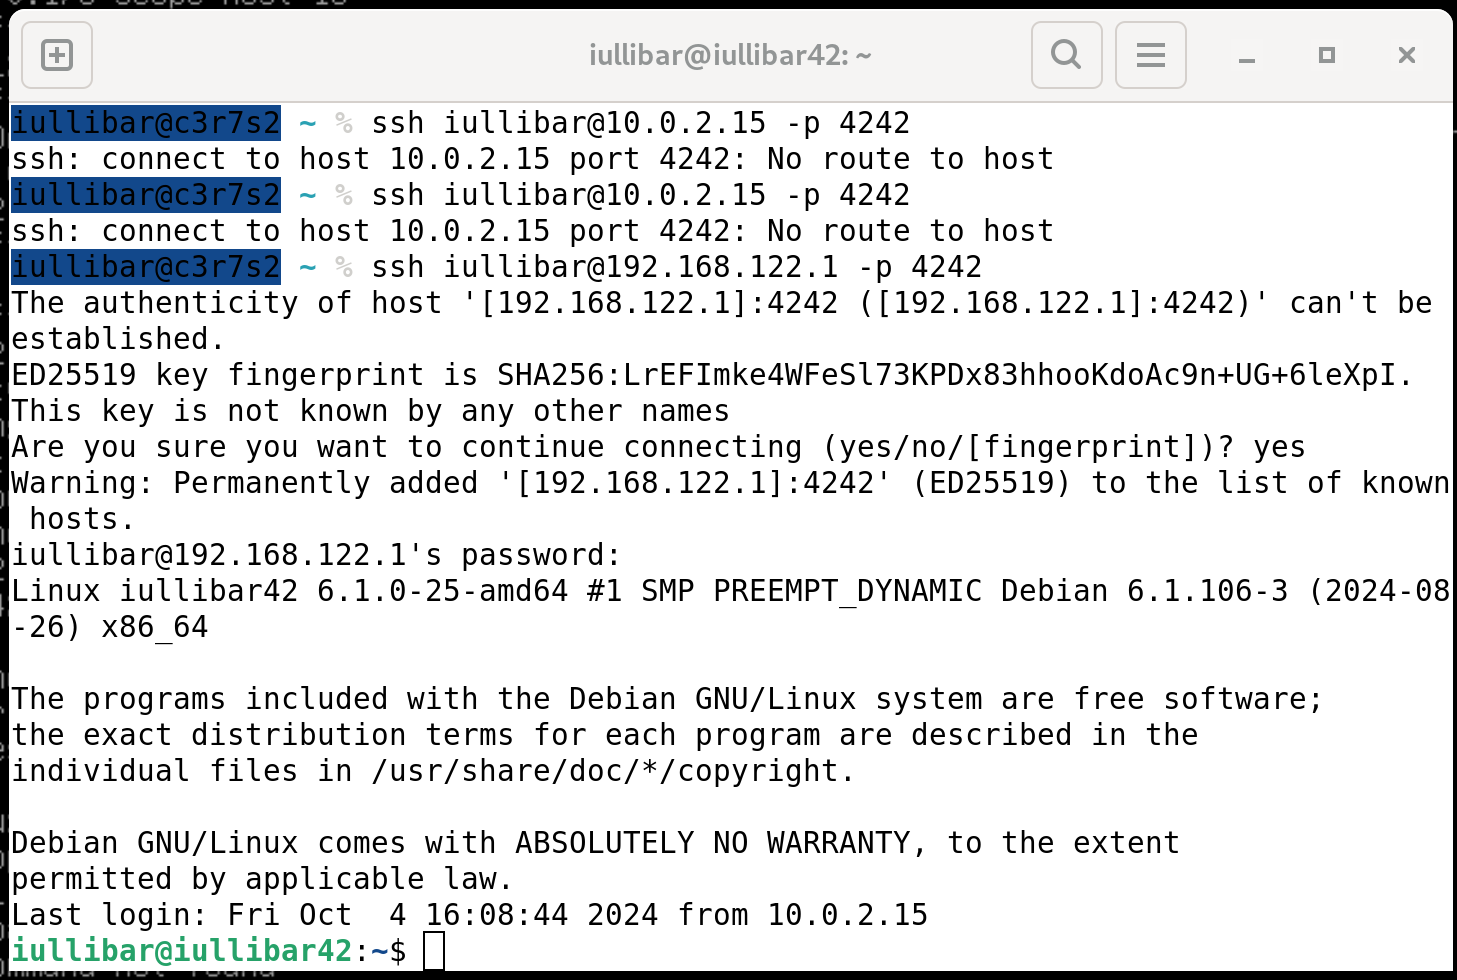 iullibar@iullibar42: ~
iullibar@c3r7s2 ~ % ssh iullibar@10.0.2.15 -p 4242
ssh: connect to host 10.0.2.15 port 4242: No route to host
iullibar@c3r7s2 ~ % ssh iullibar@10.0.2.15 -p 4242
ssh: connect to host 10.0.2.15 port 4242: No route to host
iullibar@c3r7s2 ~ % ssh iullibar@192.168.122.1 -p 4242
The authenticity of host '[192.168.122.1]:4242 ([192.168.122.1]:4242)' can't be
established.
ED25519 key fingerprint is SHA256:LrEFImke4WFeSl73KPDx83hhooKdoAc9n+UG+6leXpI.
This key is not known by any other names
Are you sure you want to continue connecting (yes/no/[fingerprint])? yes
Warning: Permanently added '[192.168.122.1]:4242' (ED25519) to the list of known
 hosts.
iullibar@192.168.122.1's password:
Linux iullibar42 6.1.0-25-amd64 #1 SMP PREEMPT_DYNAMIC Debian 6.1.106-3 (2024-08
-26) x86_64

The programs included with the Debian GNU/Linux system are free software;
the exact distribution terms for each program are described in the
individual files in /usr/share/doc/*/copyright.

Debian GNU/Linux comes with ABSOLUTELY NO WARRANTY, to the extent
permitted by applicable law.
Last login: Fri Oct  4 16:08:44 2024 from 10.0.2.15
iullibar@iullibar42:~$